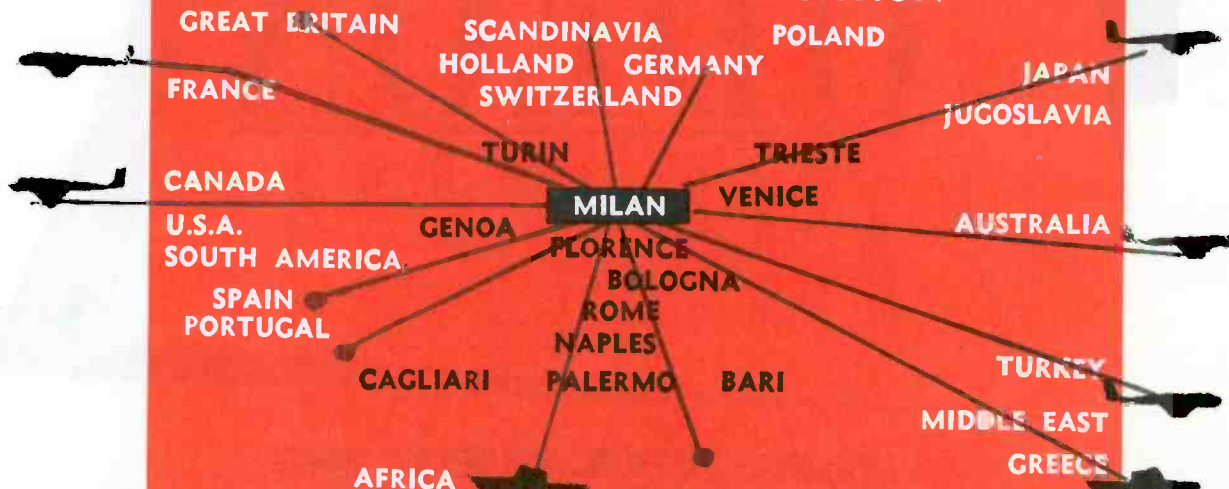 GREAT BRITAIN
SCANDINAVIA
POLAND
HOLLAND GERMANY
JAPAN
FRANCE
SWITZERLAND
JUGOSLAVIA
TURIN
TRIESTE
CANADA
VENICE
MILAN
U.S.A.
GENOA
AUSTRALIA
FLORENCE
SOUTH AMERICA
BOLOGNA
SPAIN
ROME
PORTUGAL
NAPLES
TURKEY
CAGLIARI PALERMO BARI
MIDDLE EAST
GREECE
AFRICA